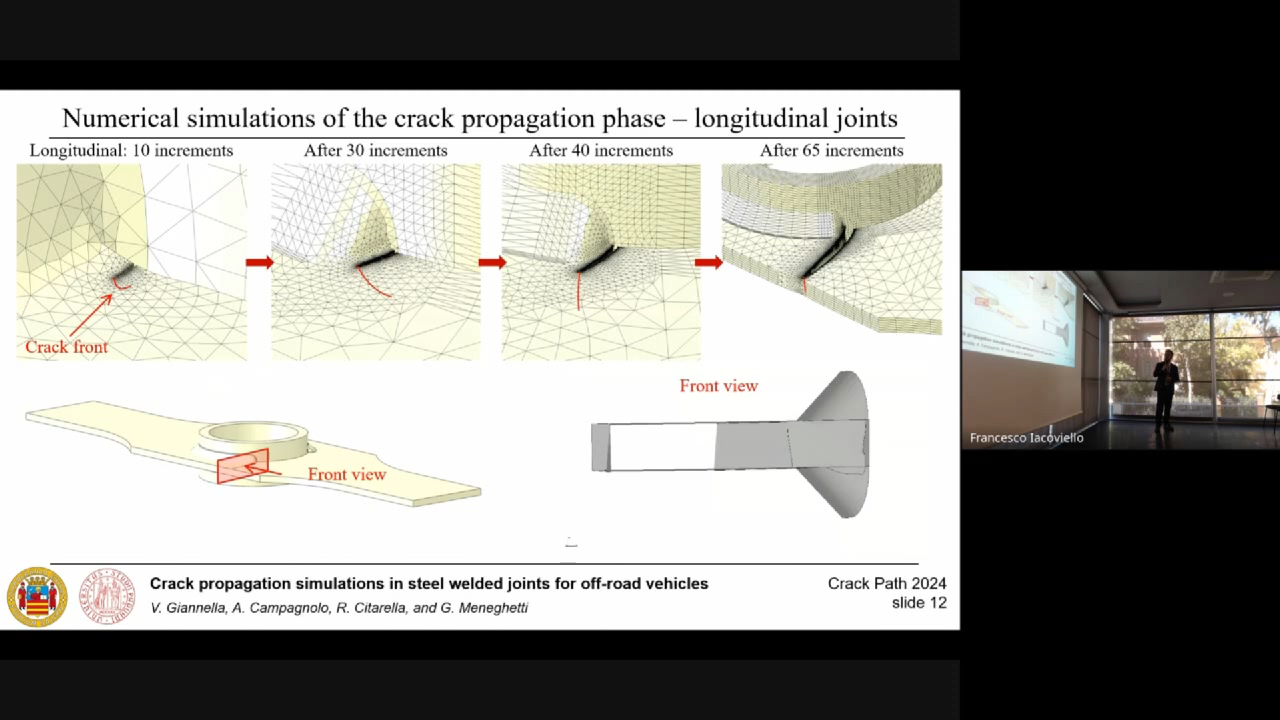 Numerical simulations of the crack propagation phase – longitudinal joints
Longitudinal: 10 increments
After 30 increments
After 40 increments
After 65 increments
Crack front
Front view
Front view
Crack propagation simulations in steel welded joints for off-road vehicles
V. Giannella, A. Campagnolo, R. Citarella, and G. Meneghetti
Crack Path 2024
slide 12
Francesco Iacoviello